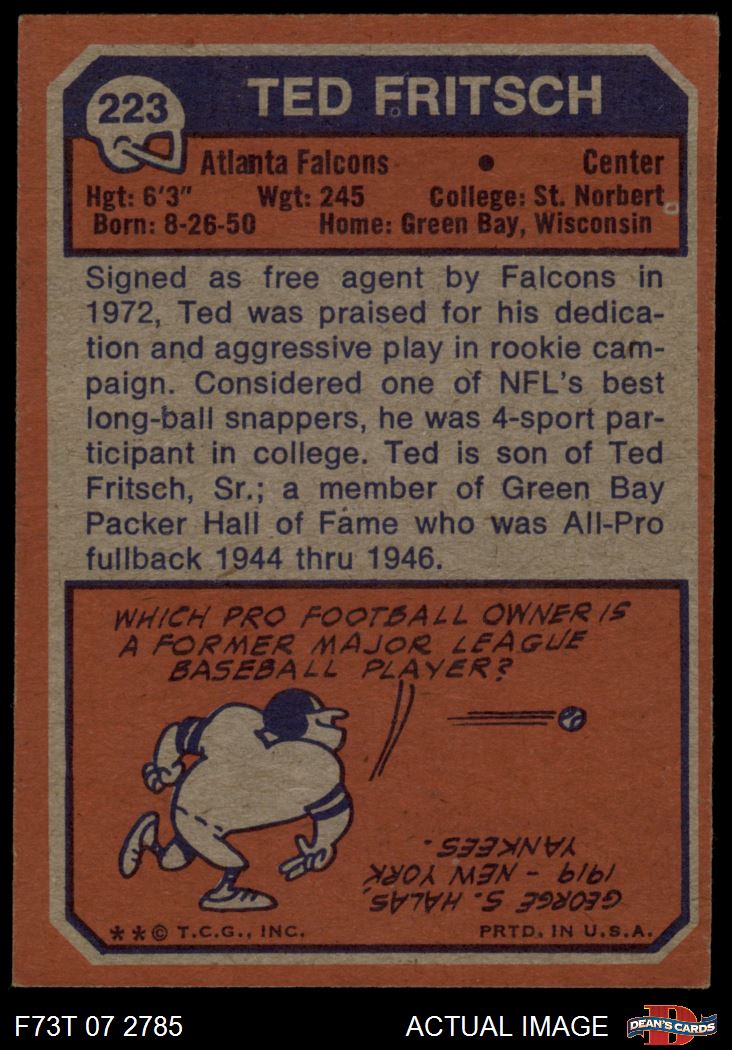 223
TED FRITSCH
Atlanta Falcons • Center
Hgt: 6'3" Wgt: 245 College: St. Norbert
Born: 8-26-50 Home: Green Bay, Wisconsin
Signed as free agent by Falcons in
1972, Ted was praised for his dedica-
tion and aggressive play in rookie cam-
paign. Considered one of NFL's best
long-ball snappers, he was 4-sport par-
ticipant in college. Ted is son of Ted
Fritsch, Sr.; a member of Green Bay
Packer Hall of Fame who was All-Pro
fullback 1944 thru 1946.
WHICH PRO FOOTBALL OWNER IS
A FORMER MAJOR LEAGUE
BASEBALL PLAYER?
GEORGE S. HALAS,
1919 - NEW YORK
YANKEES.
**© T.C.G., INC. PRTD. IN U.S.A.
F73T 07 2785 ACTUAL IMAGE
D
DEAN'S CARDS